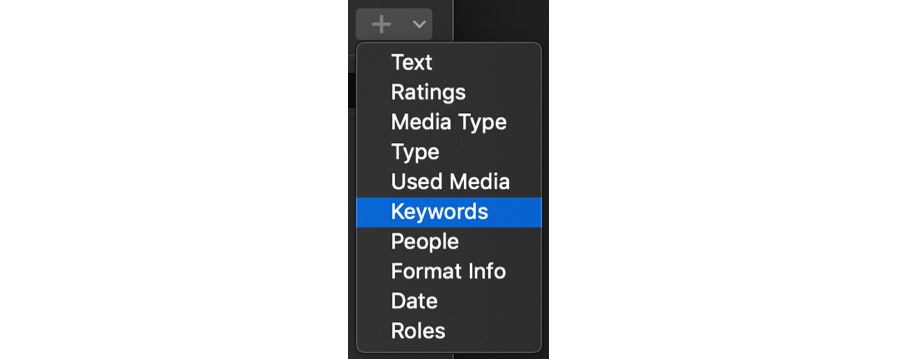 Text
Ratings
Media Type
Type
Used Media
Keywords
People
Format Info
Date
Roles